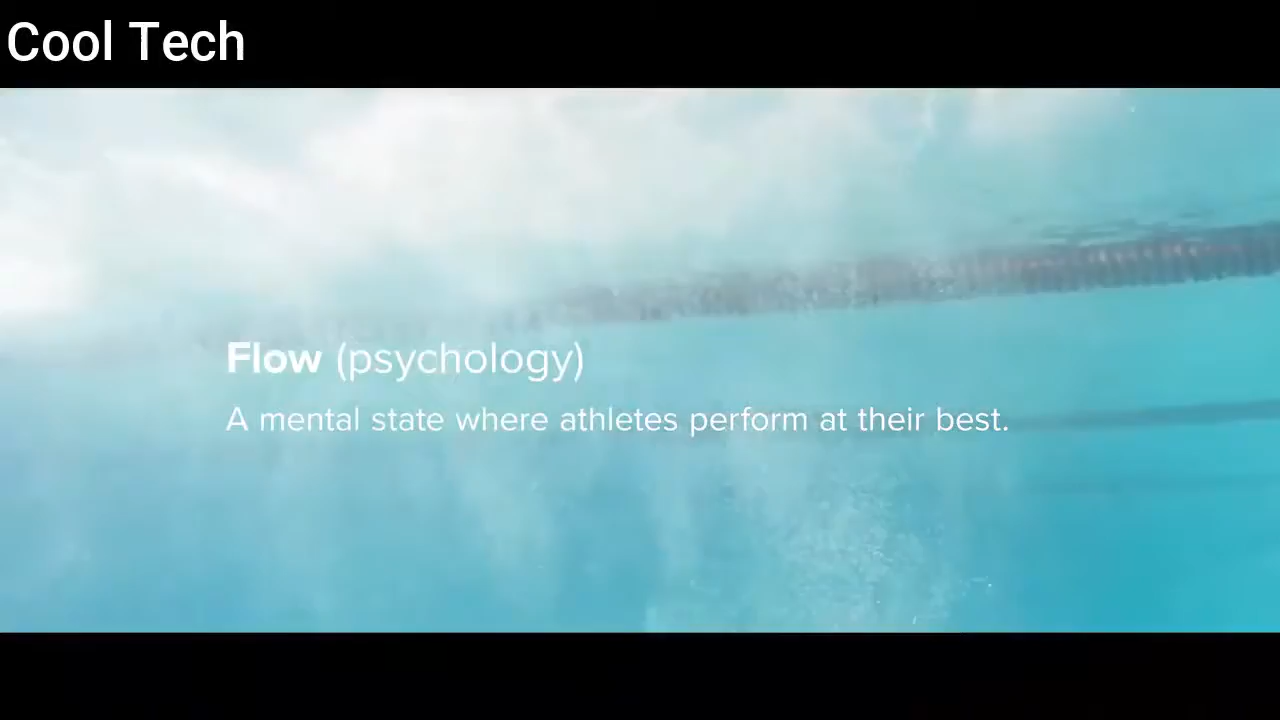 Cool Tech
Flow (psychology)
A mental state where athletes perform at their best.